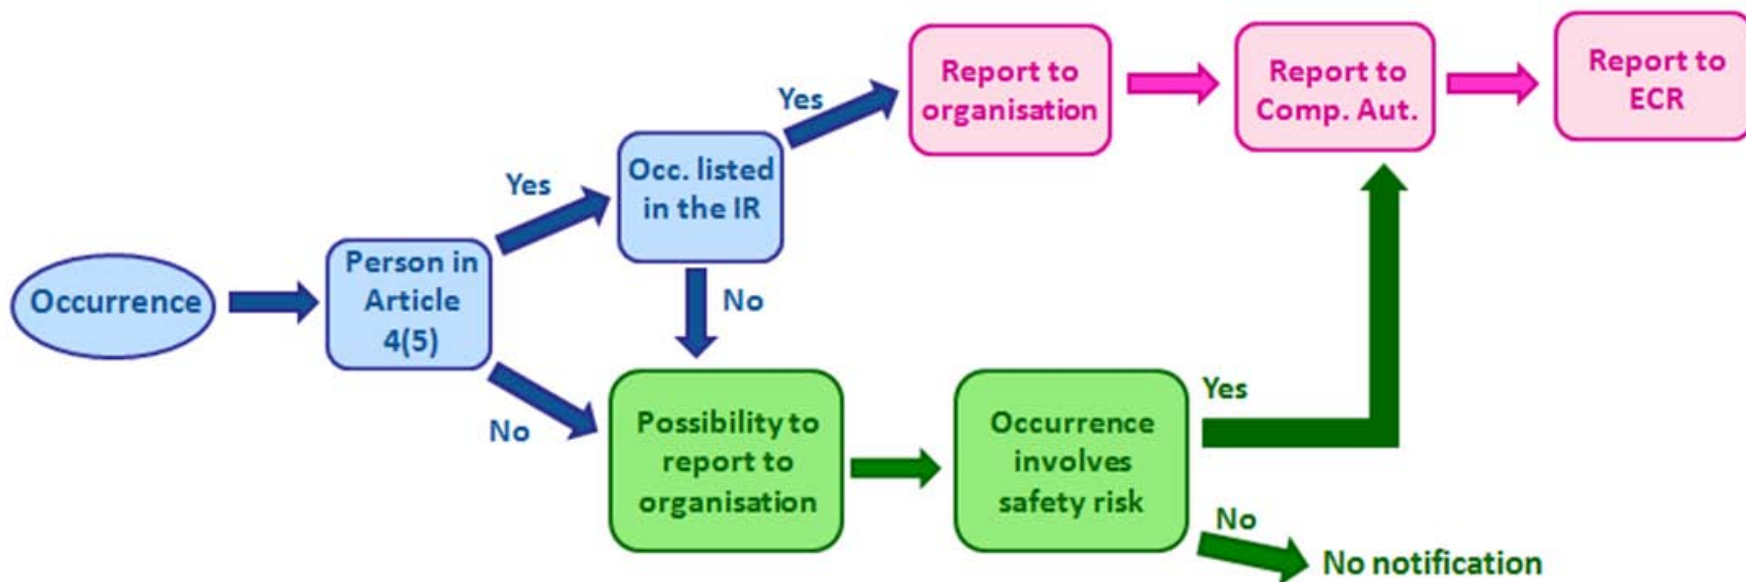 Occurrence
Person in
Article
4(5)
Yes
No
Occ. listed
in the IR
Yes
No
Report to
organisation
Report to
Comp. Aut.
Report to
ECR
Possibility to
report to
organisation
Occurrence
involves
safety risk
Yes
No
No notification